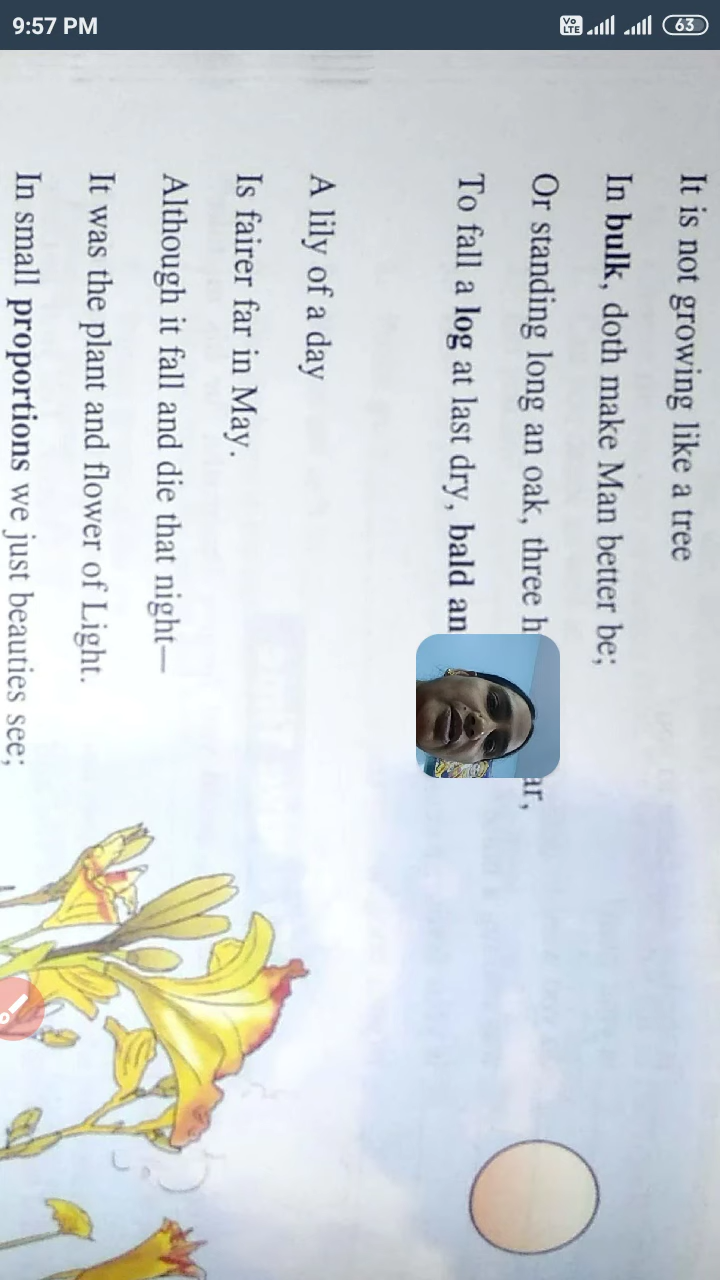 9:57 PM
Vo LTE
63
It is not growing like a tree
In bulk, doth make Man better be;
Or standing long an oak, three h ar,
To fall a log at last dry, bald an
A lily of a day
Is fairer far in May.
Although it fall and die that night—
It was the plant and flower of Light.
In small proportions we just beauties see;